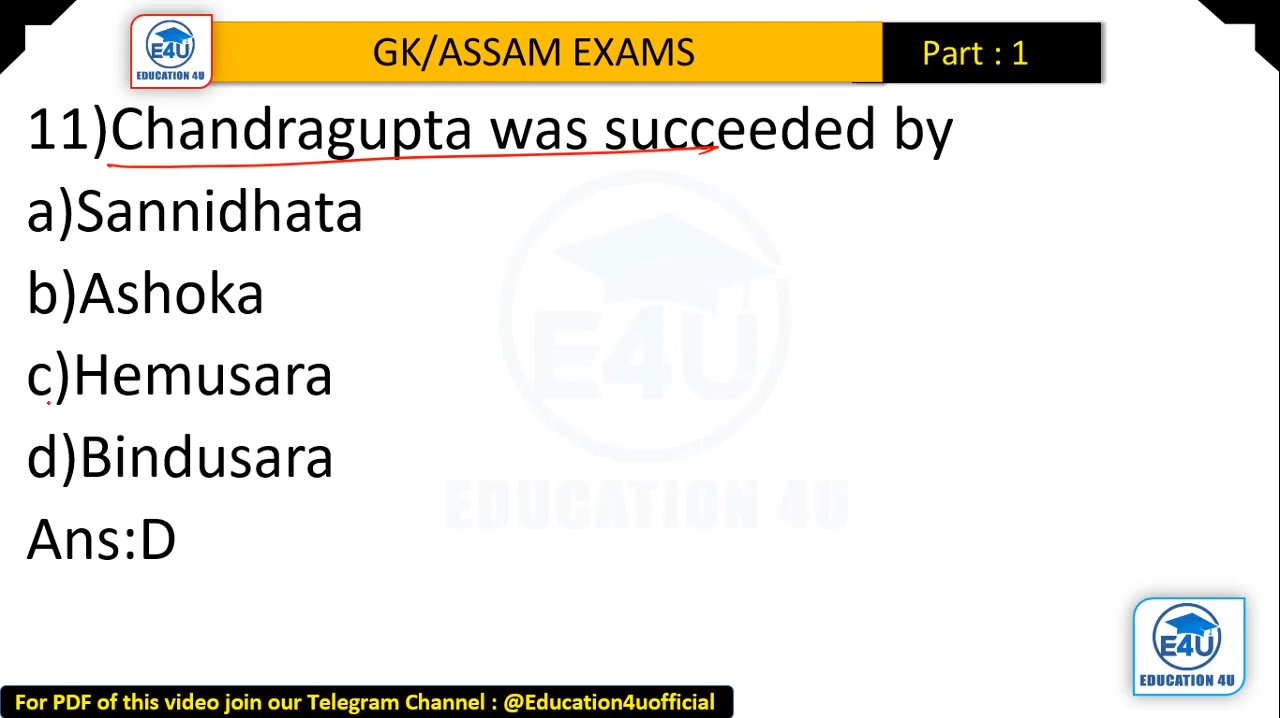 E4U
EDUCATION 4U
GK/ASSAM EXAMS
Part : 1
11)Chandragupta was succeeded by
a)Sannidhata
b)Ashoka
c)Hemusara
d)Bindusara
Ans:D
E4U
EDUCATION 4U
E4U
EDUCATION 4U
For PDF of this video join our Telegram Channel : @Education4uofficial